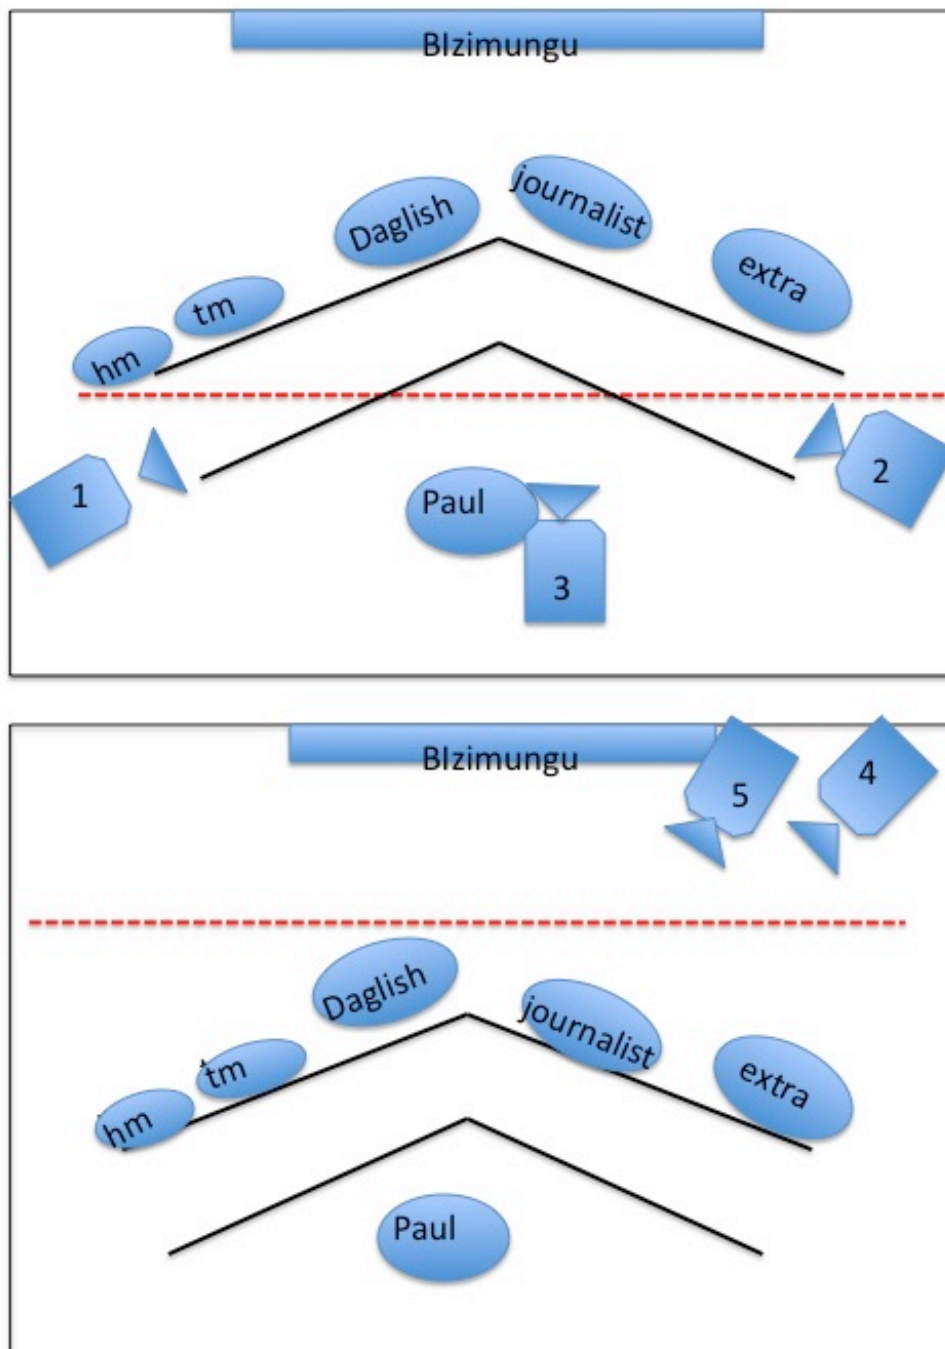 BIzimungu
journalist
Daglish
extra
tm
hm
1
2
Paul
3
BIzimungu
5
4
Daglish
journalist
tm
extra
hm
Paul